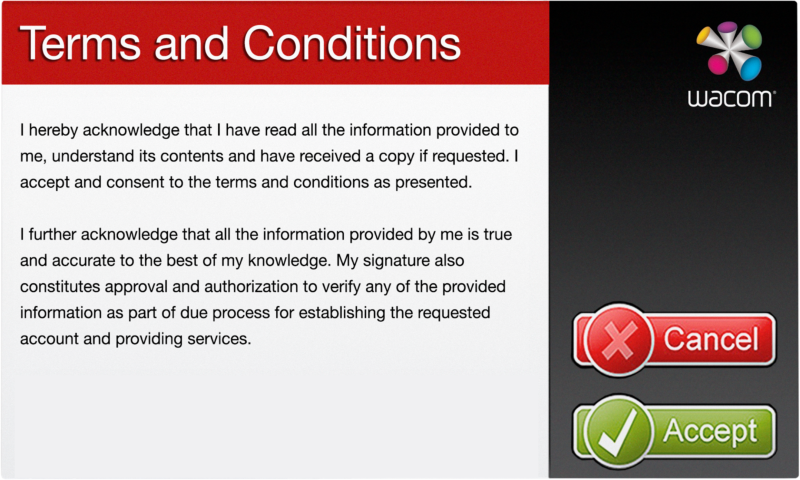 Terms and Conditions
wacom®
I hereby acknowledge that I have read all the information provided to
me, understand its contents and have received a copy if requested. I
accept and consent to the terms and conditions as presented.
I further acknowledge that all the information provided by me is true
and accurate to the best of my knowledge. My signature also
constitutes approval and authorization to verify any of the provided
information as part of due process for establishing the requested
account and providing services.
Cancel
Accept